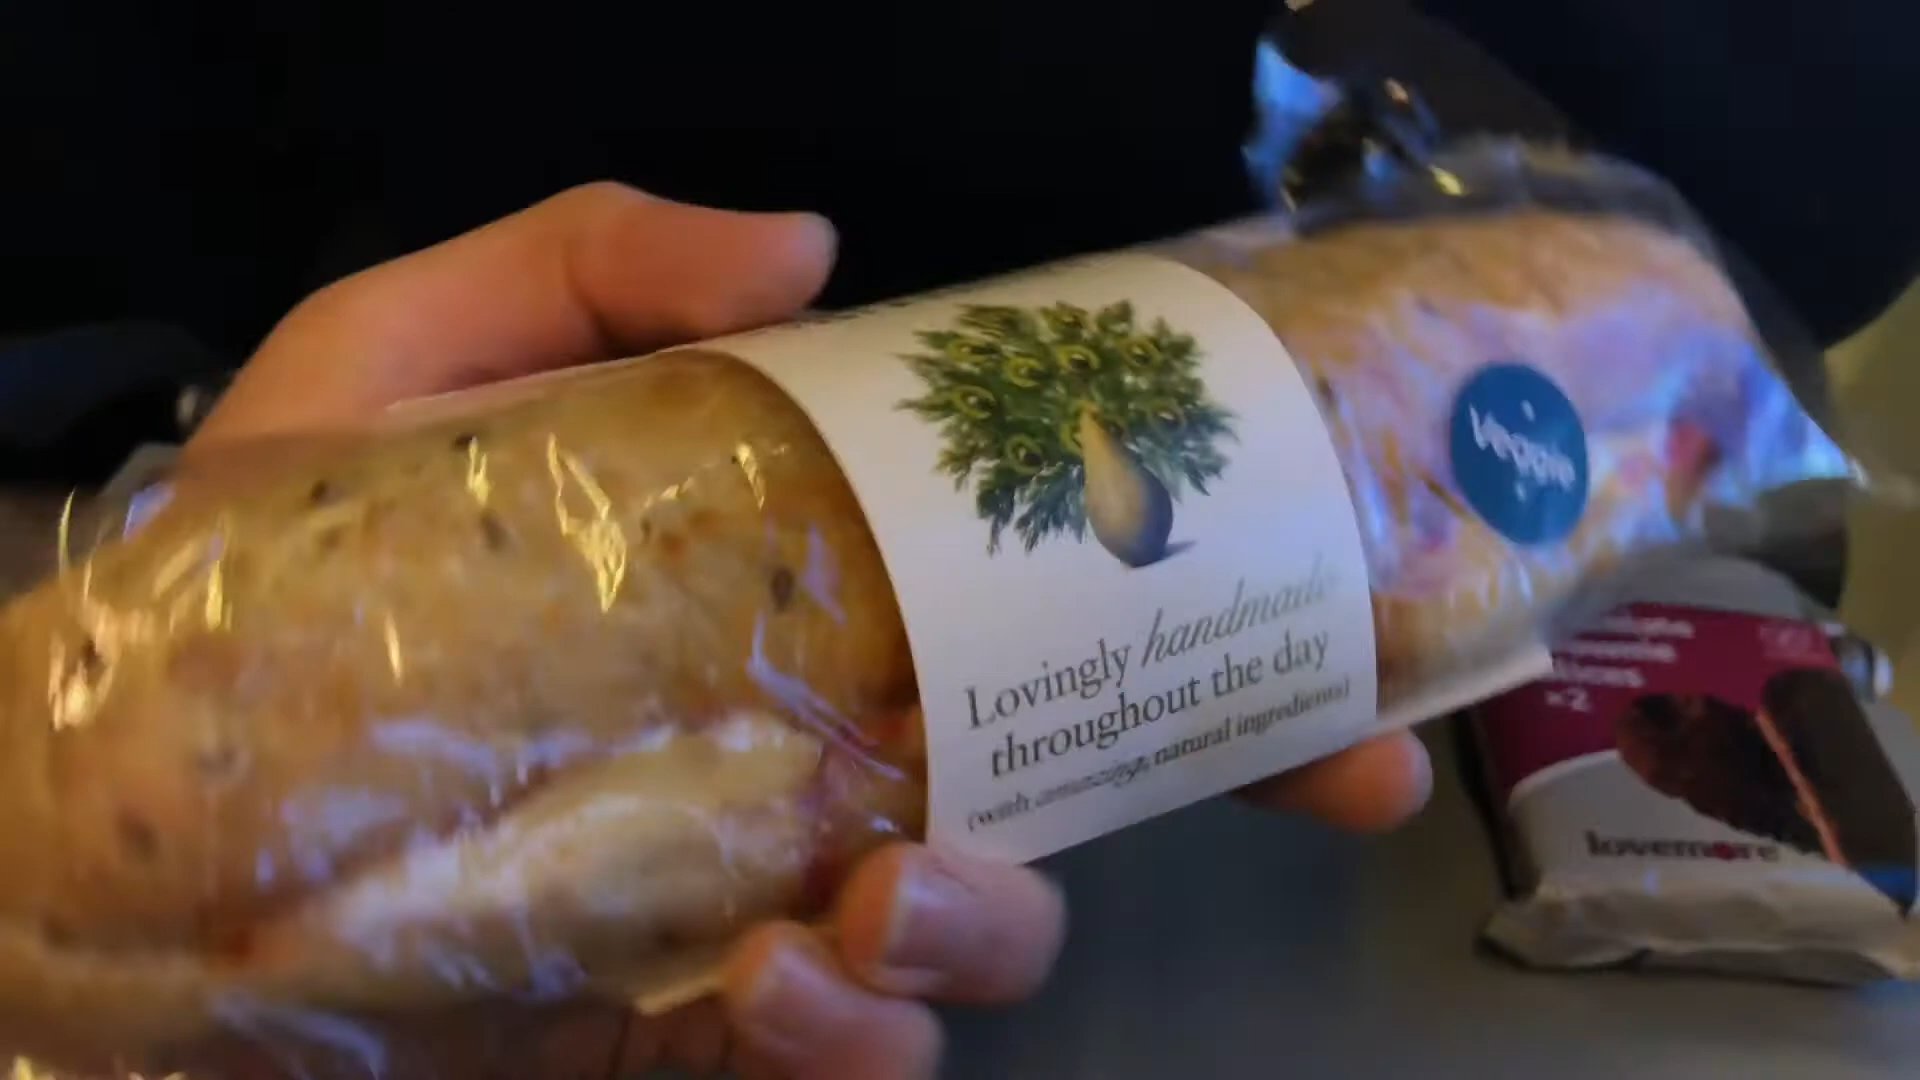 Veggie
Lovingly handmade
throughout the day
(with amazing, natural ingredients)
x2
lovemore